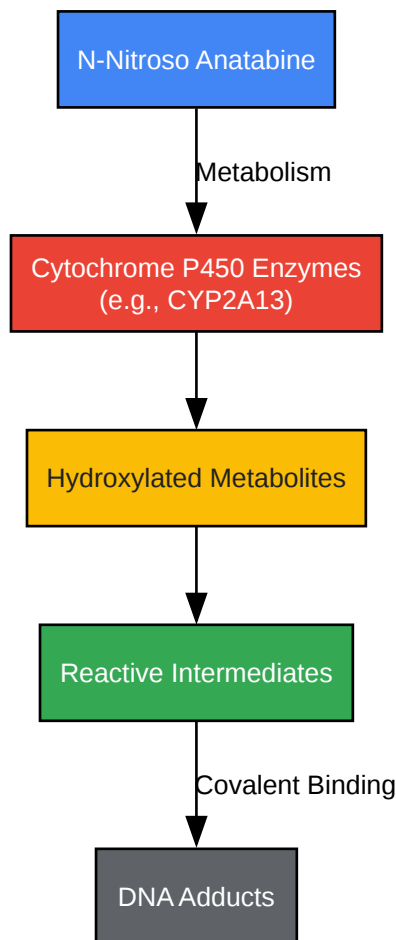 N-Nitroso Anatabine
Metabolism
Cytochrome P450 Enzymes
(e.g., CYP2A13)
Hydroxylated Metabolites
Reactive Intermediates
Covalent Binding
DNA Adducts